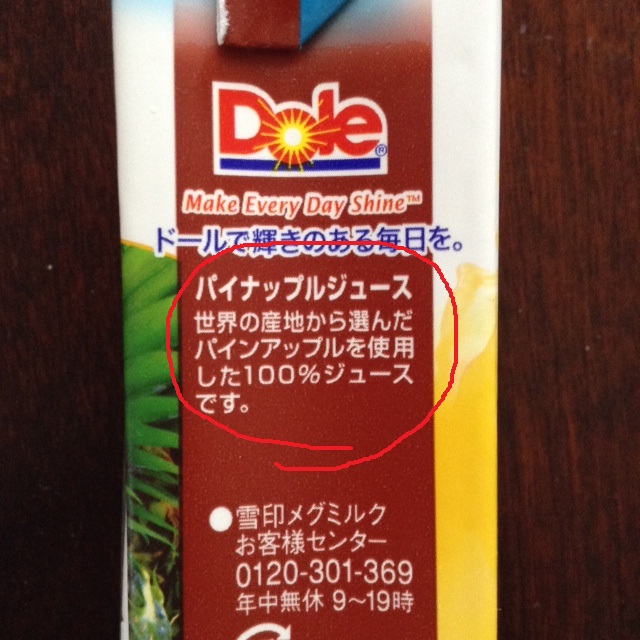 Dole®
Make Every Day Shine™
ドールで輝きのある毎日を。
パイナップルジュース
世界の産地から選んだ
パインアップルを使用
した100%ジュース
です。
●雪印メグミルク
お客様センター
0120-301-369
年中無休 9〜19時